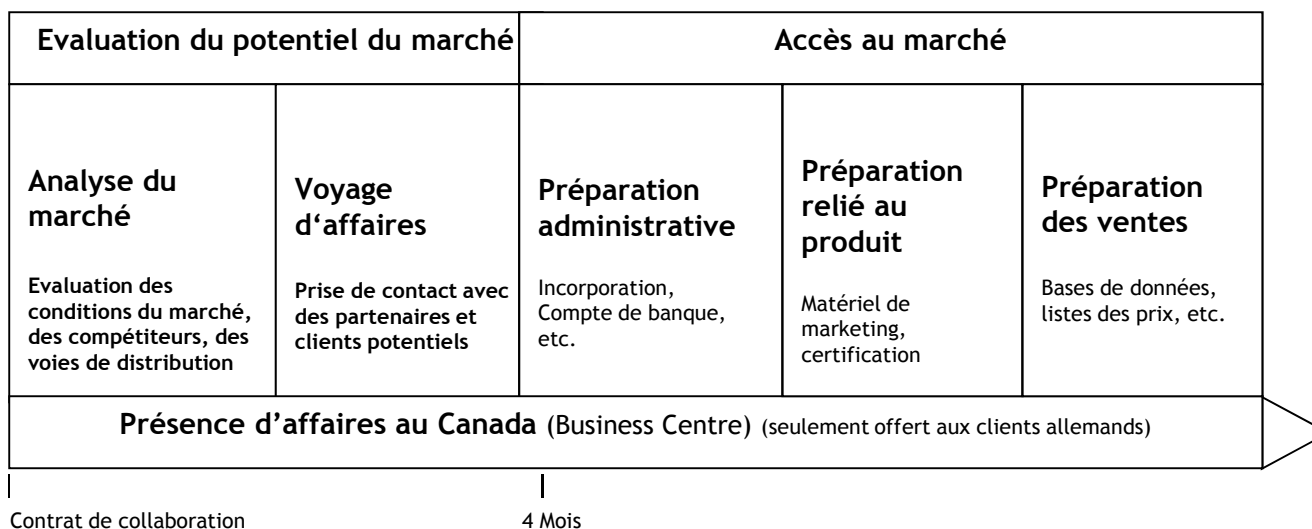 Evaluation du potentiel du marché
Accès au marché
Analyse du
marché
Evaluation des
conditions du marché,
des compétiteurs, des
voies de distribution
Voyage
d‘affaires
Prise de contact avec
des partenaires et
clients potentiels
Préparation
administrative
Incorporation,
Compte de banque,
etc.
Préparation
relié au
produit
Matériel de
marketing,
certification
Préparation
des ventes
Bases de données,
listes des prix, etc.
Présence d’affaires au Canada (Business Centre) (seulement offert aux clients allemands)
Contrat de collaboration
4 Mois